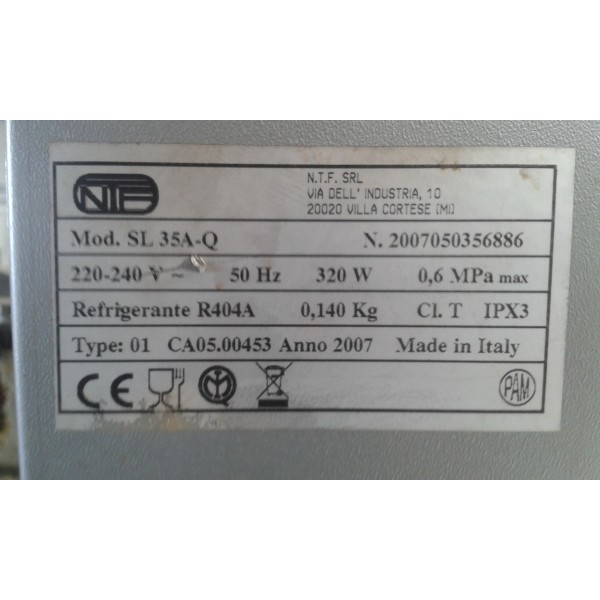 NTF
N.T.F. SRL
VIA DELL' INDUSTRIA, 10
20020 VILLA CORTESE (MI)
Mod. SL 35A-Q N. 2007050356886
220-240 V ~ 50 Hz 320 W 0,6 MPa max
Refrigerante R404A 0,140 Kg Cl. T IPX3
Type: 01 CA05.00453 Anno 2007 Made in Italy
CE PAM